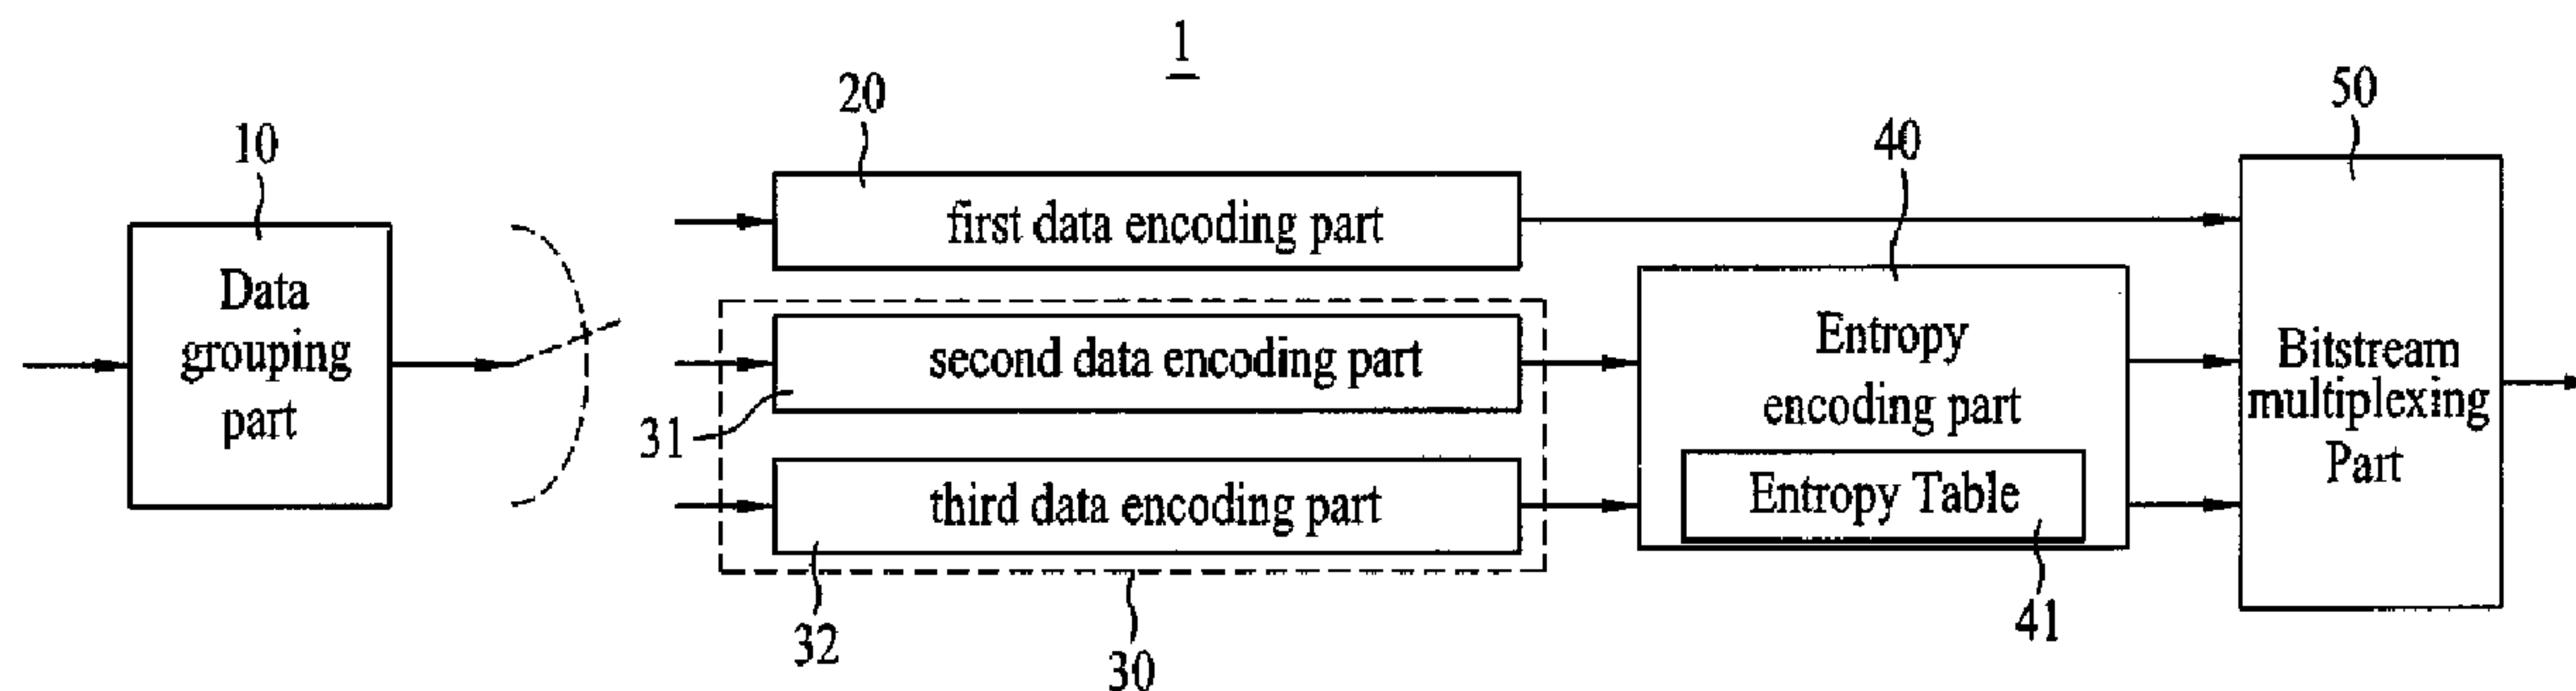 1
20
50
10
40
first data encoding part
Data
grouping
part
second data encoding part
31
third data encoding part
32
30
Entropy
encoding part
Entropy Table
41
Bitstream
multiplexing
Part